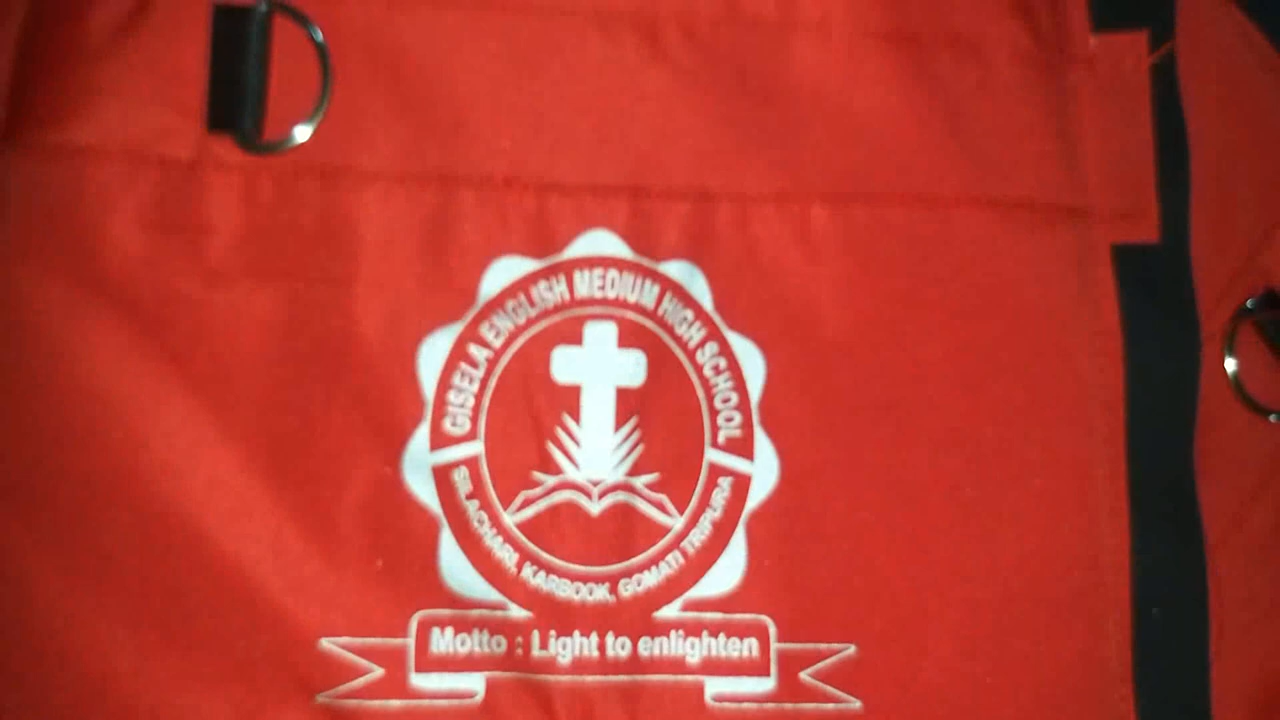 GISELA ENGLISH MEDIUM HIGH SCHOOL
SILACHARI, KARBOOK, GOMATI TRIPURA
Motto : Light to enlighten